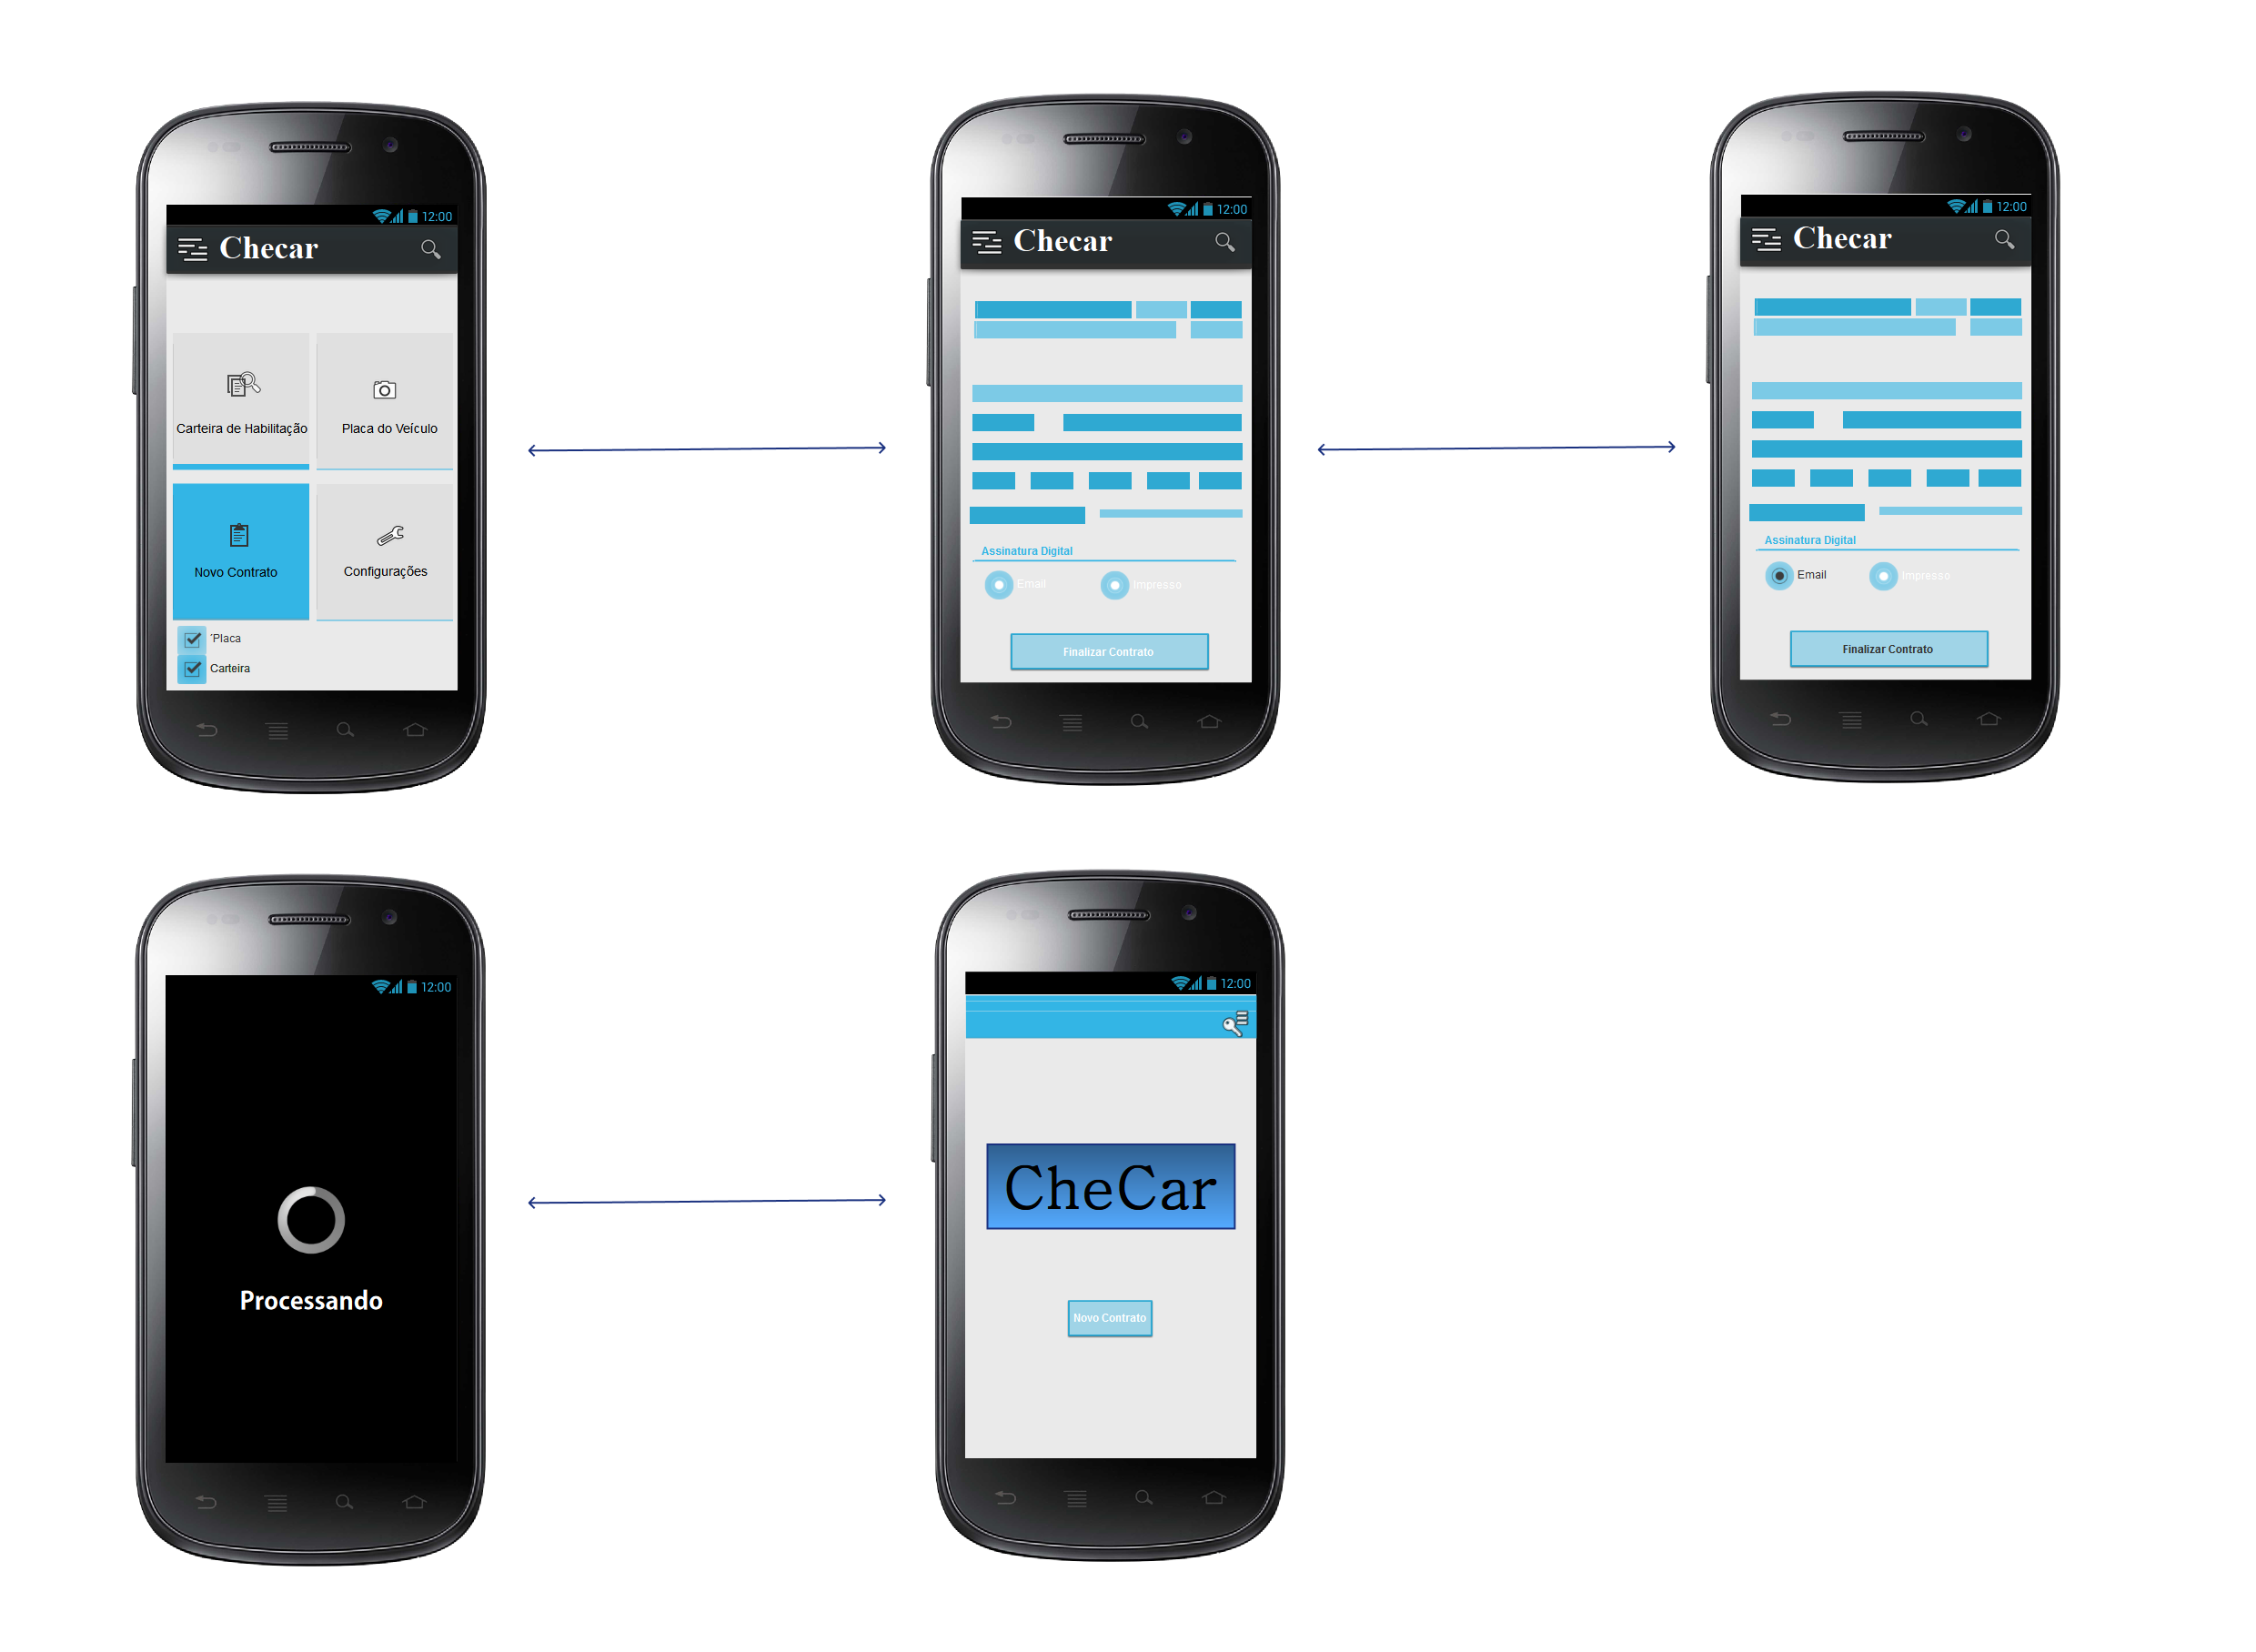 12:00
Checar
Carteira de Habilitação
Placa do Veículo
Novo Contrato
Configurações
'Placa
Carteira
12:00
Checar
Assinatura Digital
Email
Impresso
Finalizar Contrato
12:00
Checar
Assinatura Digital
Email
Impresso
Finalizar Contrato
12:00
Processando
12:00
CheCar
Novo Contrato